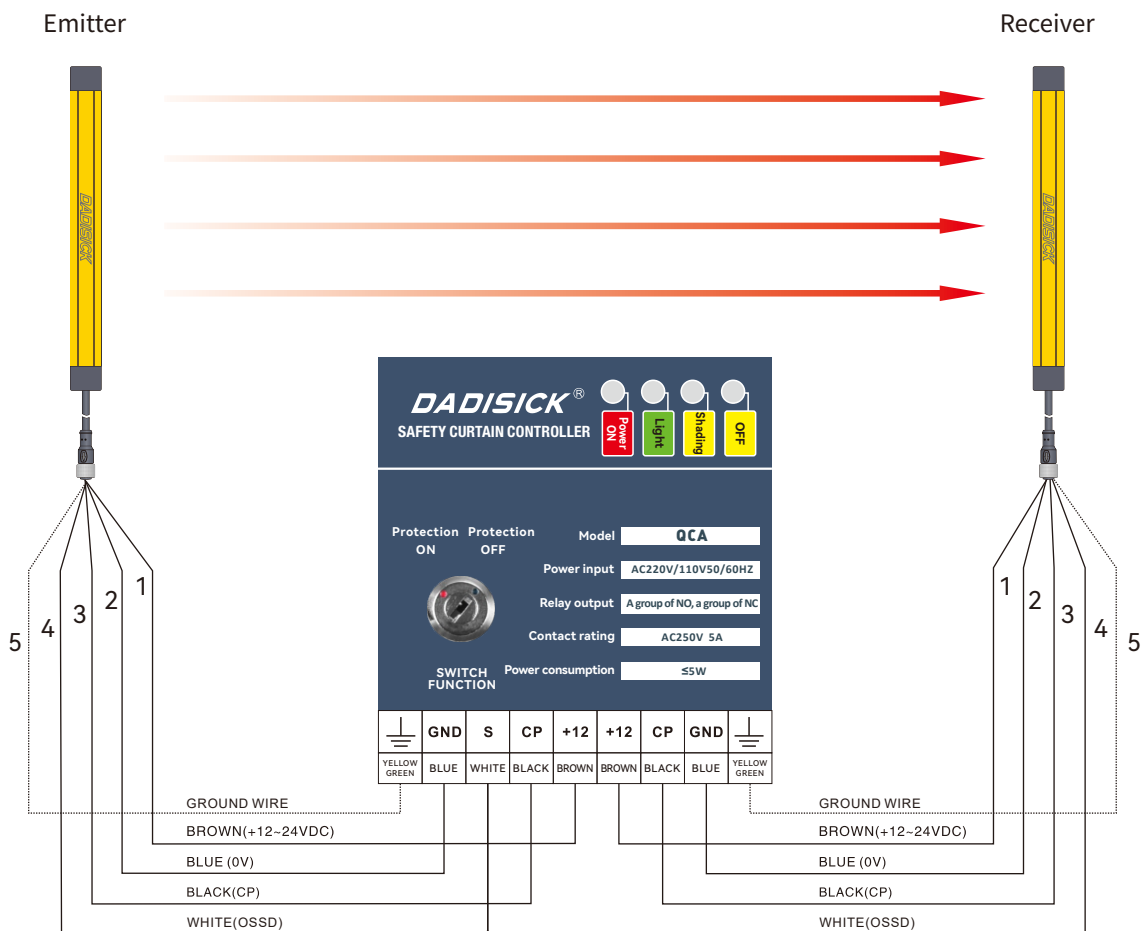 Emitter
Receiver
DADISICK
DADISICK
DADISICK®
SAFETY CURTAIN CONTROLLER
Power ON
Light
Shading
OFF
Protection ON
Protection OFF
SWITCH
FUNCTION
Model QCA
Power input AC220V/110V50/60HZ
Relay output A group of NO, a group of NC
Contact rating AC250V 5A
Power consumption ≤5W
GND S CP +12 +12 CP GND
YELLOW GREEN BLUE WHITE BLACK BROWN BROWN BLACK BLUE YELLOW GREEN
5 4 3 2 1
1 2 3 4 5
GROUND WIRE
BROWN(+12~24VDC)
BLUE (0V)
BLACK(CP)
WHITE(OSSD)
GROUND WIRE
BROWN(+12~24VDC)
BLUE (0V)
BLACK(CP)
WHITE(OSSD)